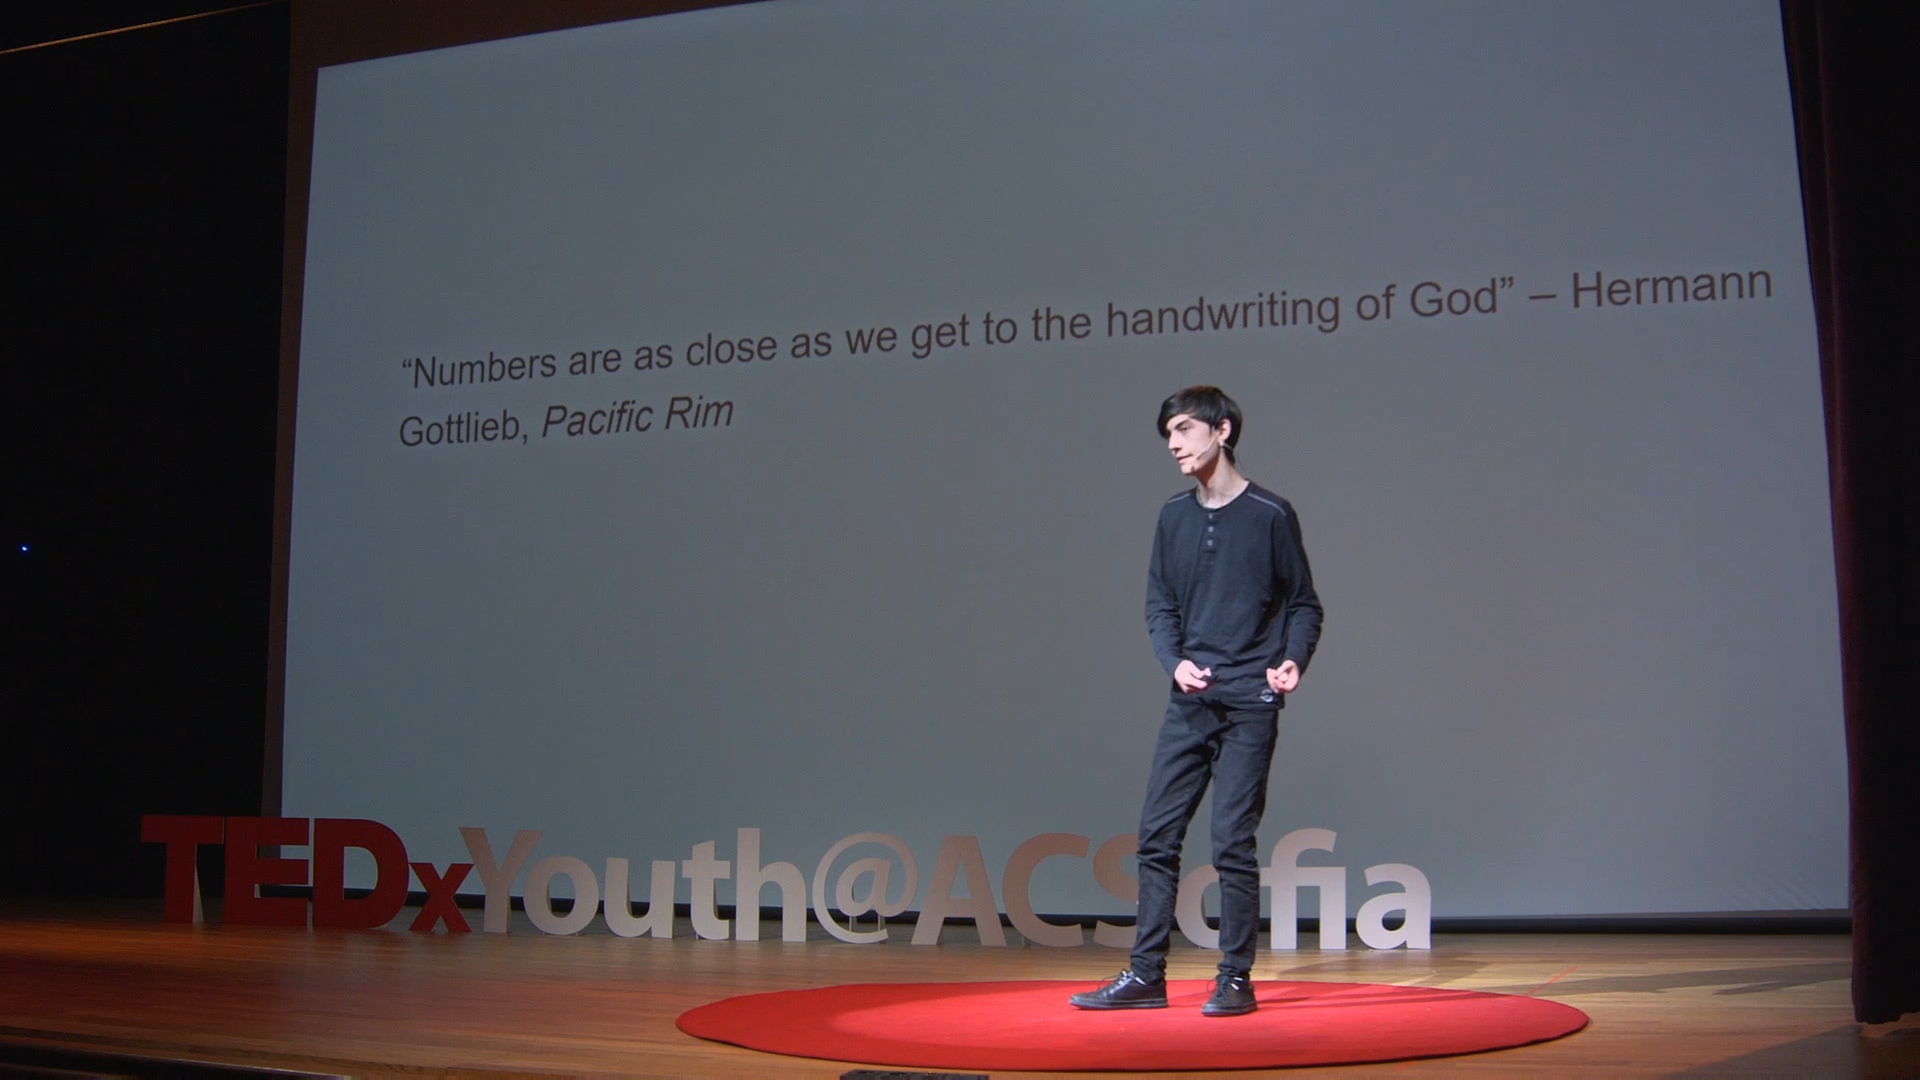 “Numbers are as close as we get to the handwriting of God” – Hermann
Gottlieb, Pacific Rim
TEDxYouth@ACSofia